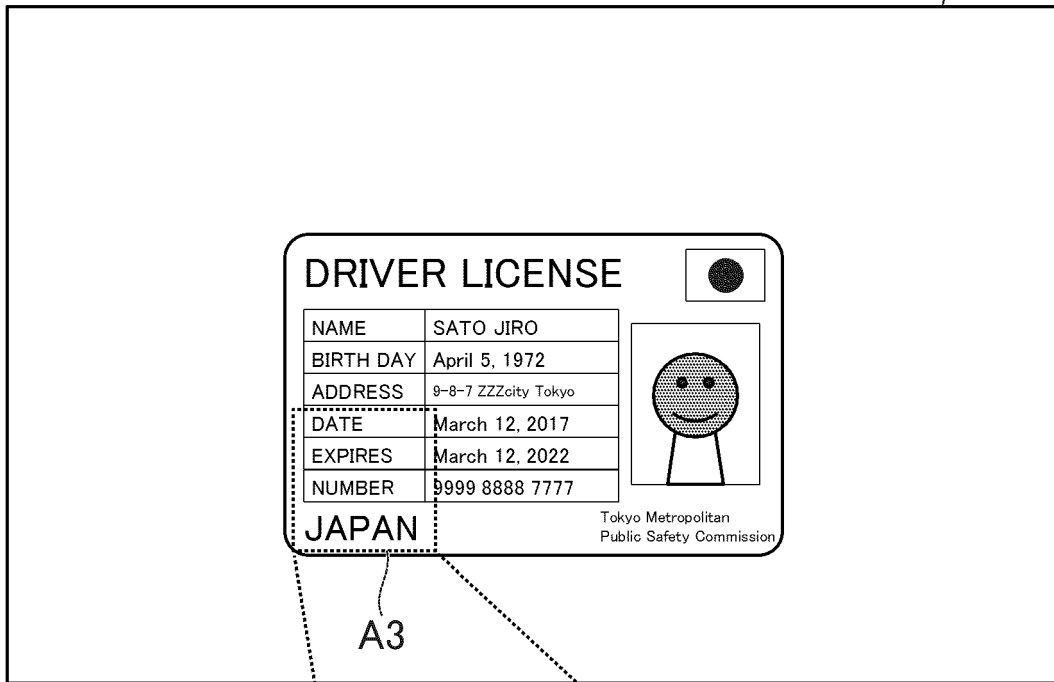 DRIVER LICENSE
NAME SATO JIRO
BIRTH DAY April 5, 1972
ADDRESS 9-8-7 ZZZcity Tokyo
DATE March 12, 2017
EXPIRES March 12, 2022
NUMBER 9999 8888 7777
JAPAN
Tokyo Metropolitan
Public Safety Commission
A3